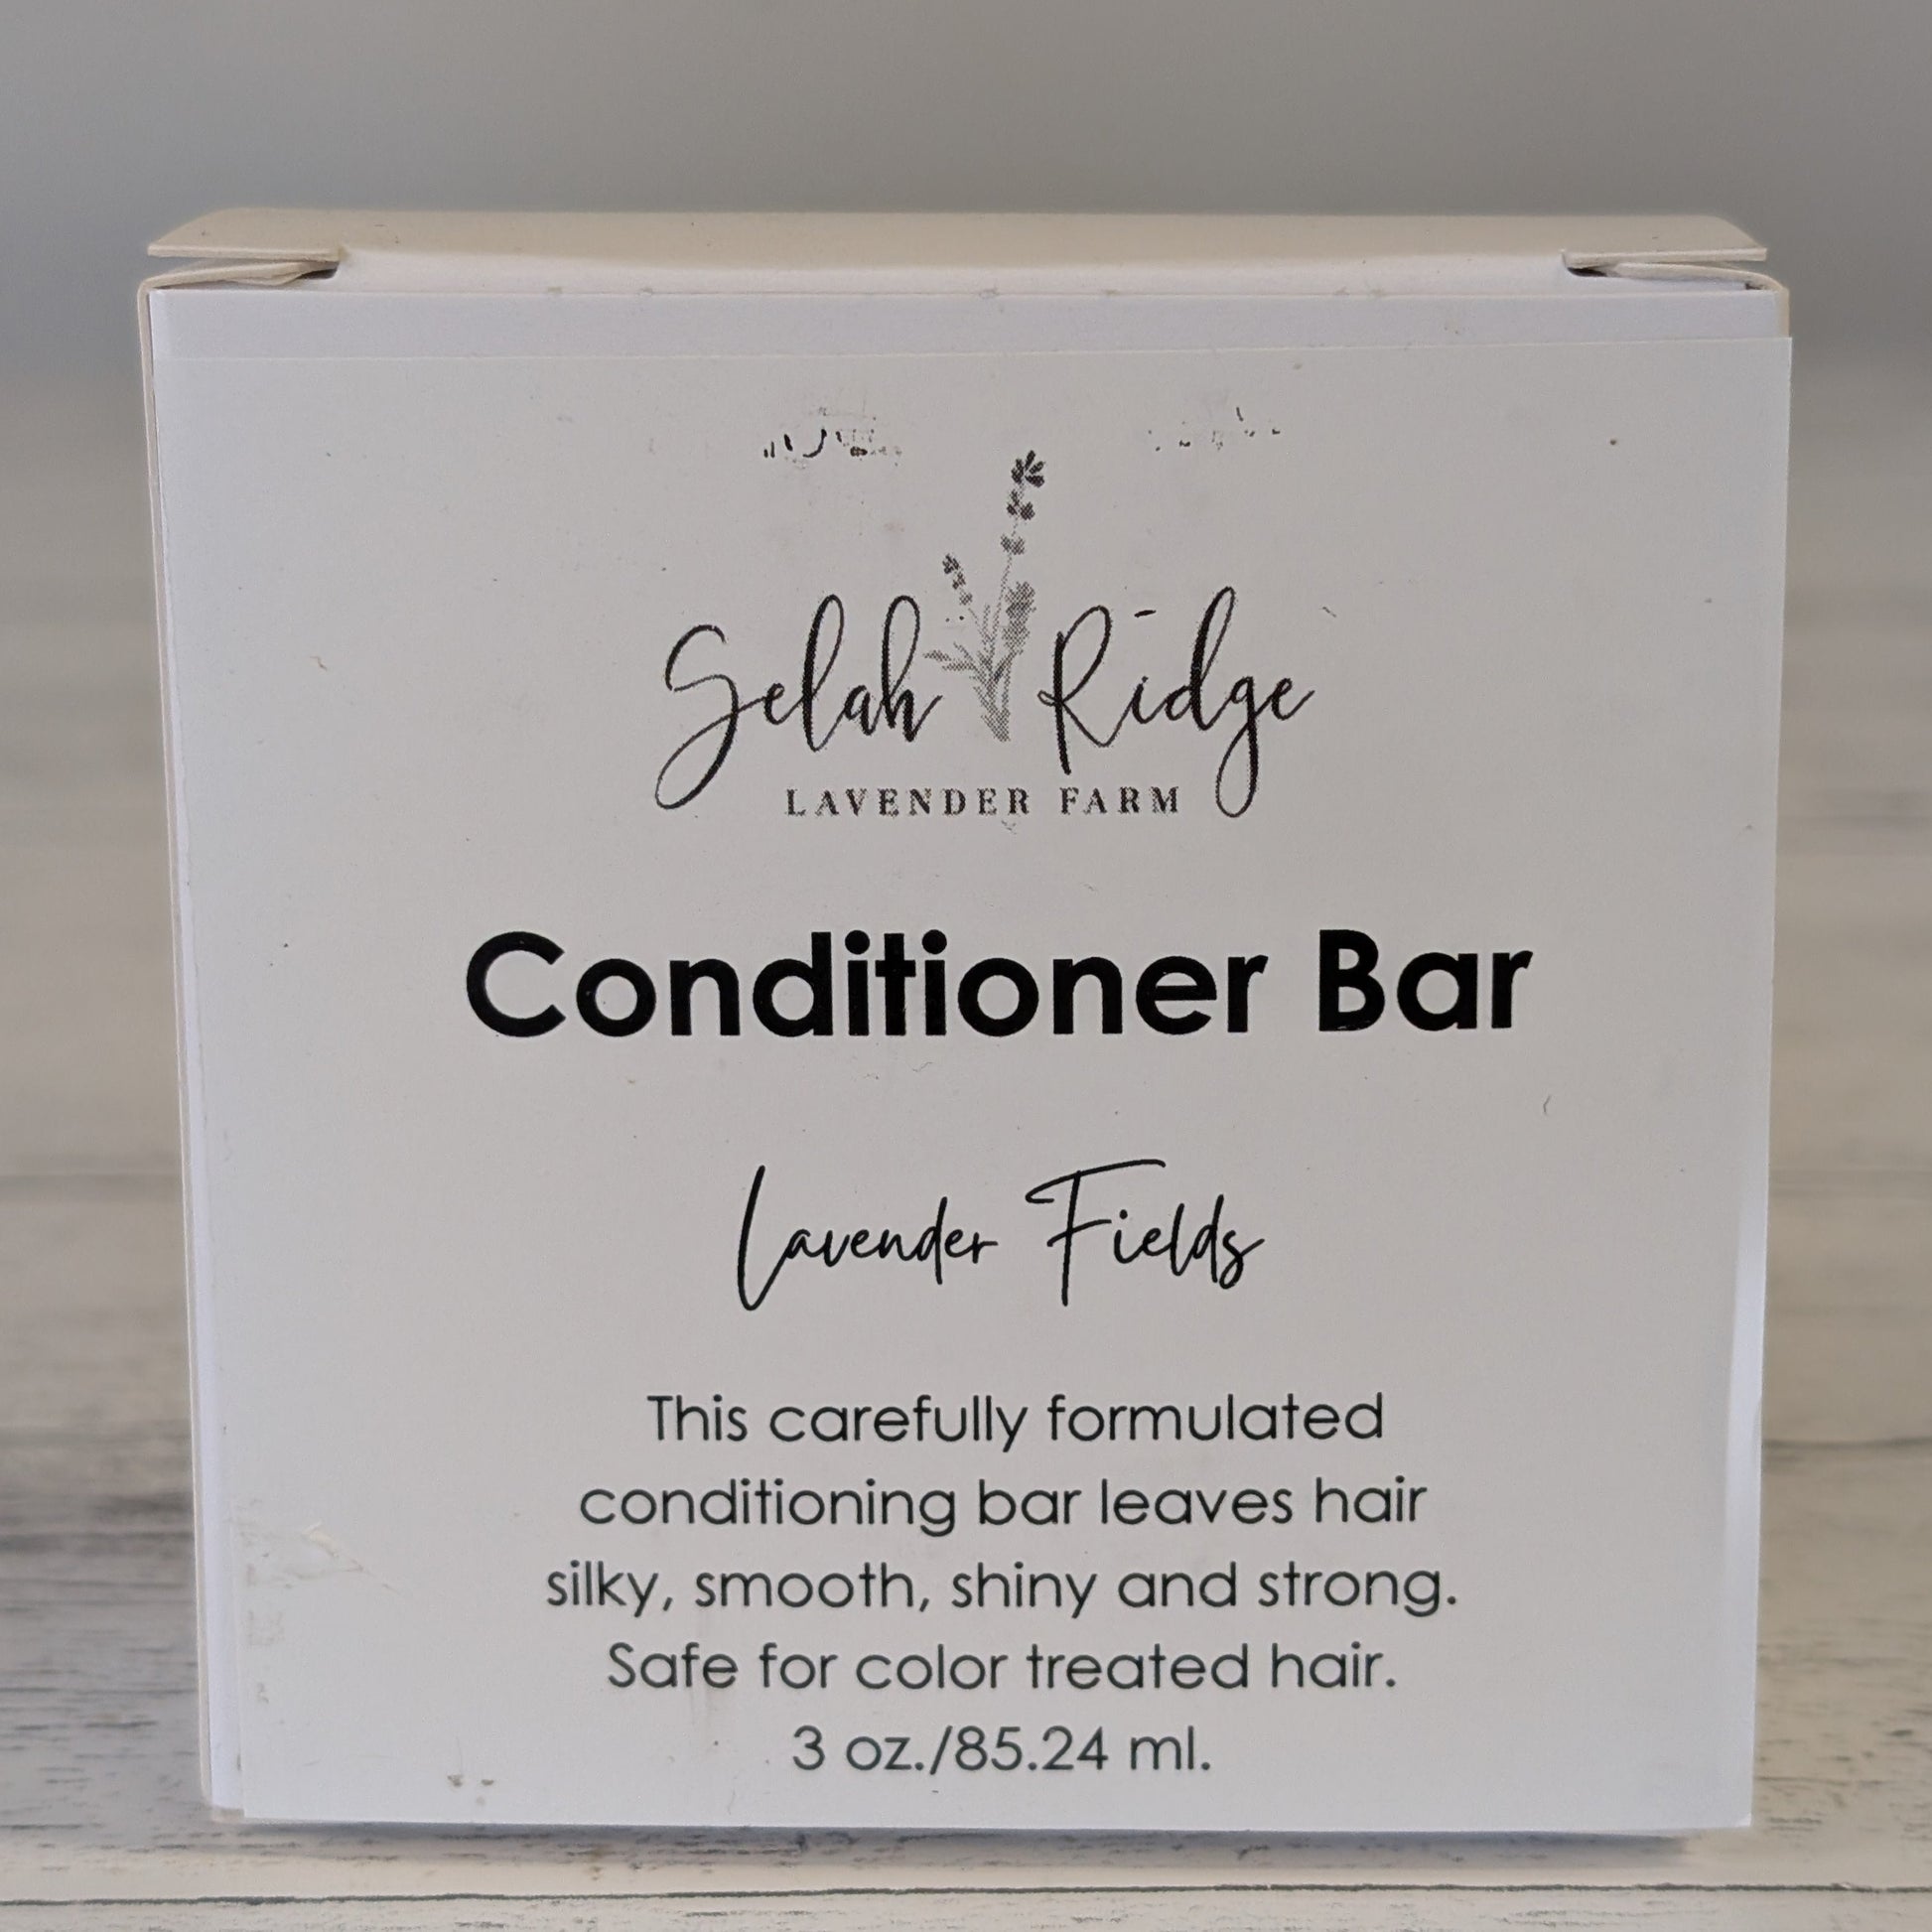 Selah Ridge
LAVENDER FARM
Conditioner Bar
Lavender Fields
This carefully formulated
conditioning bar leaves hair
silky, smooth, shiny and strong.
Safe for color treated hair.
3 oz./85.24 ml.